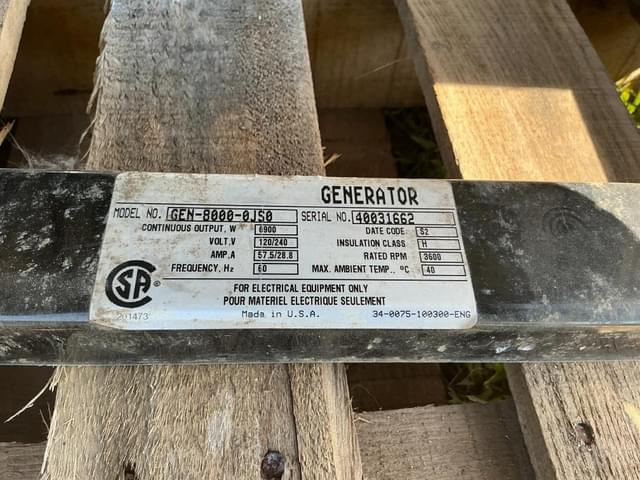 GENERATOR
MODEL NO. GEN-8000-0JS0 SERIAL NO. 40031662
CONTINUOUS OUTPUT, W 6900 DATE CODE. S2
VOLT, V 120/240 INSULATION CLASS H
AMP, A 57.5/28.8 RATED RPM 3600
FREQUENCY, Hz 60 MAX. AMBIENT TEMP., °C 40
SA ®
FOR ELECTRICAL EQUIPMENT ONLY
POUR MATERIEL ELECTRIQUE SEULEMENT
201473 Made in U.S.A. 34-0075-100300-ENG